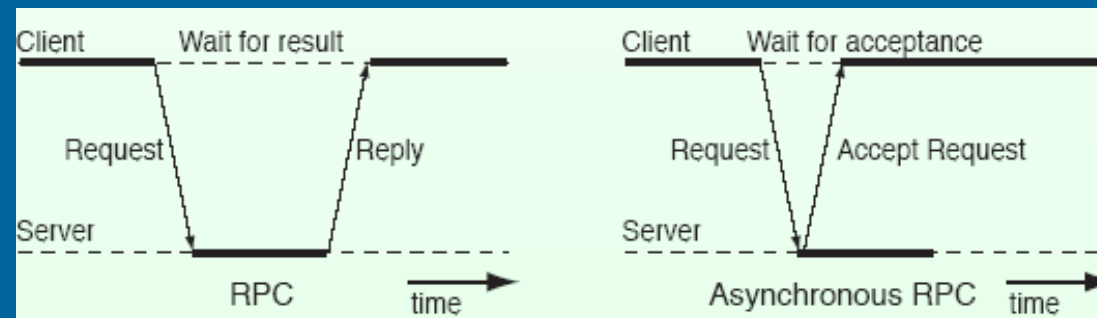 Client Wait for result
Request Reply
Server
RPC time
Client Wait for acceptance
Request Accept Request
Server
Asynchronous RPC time